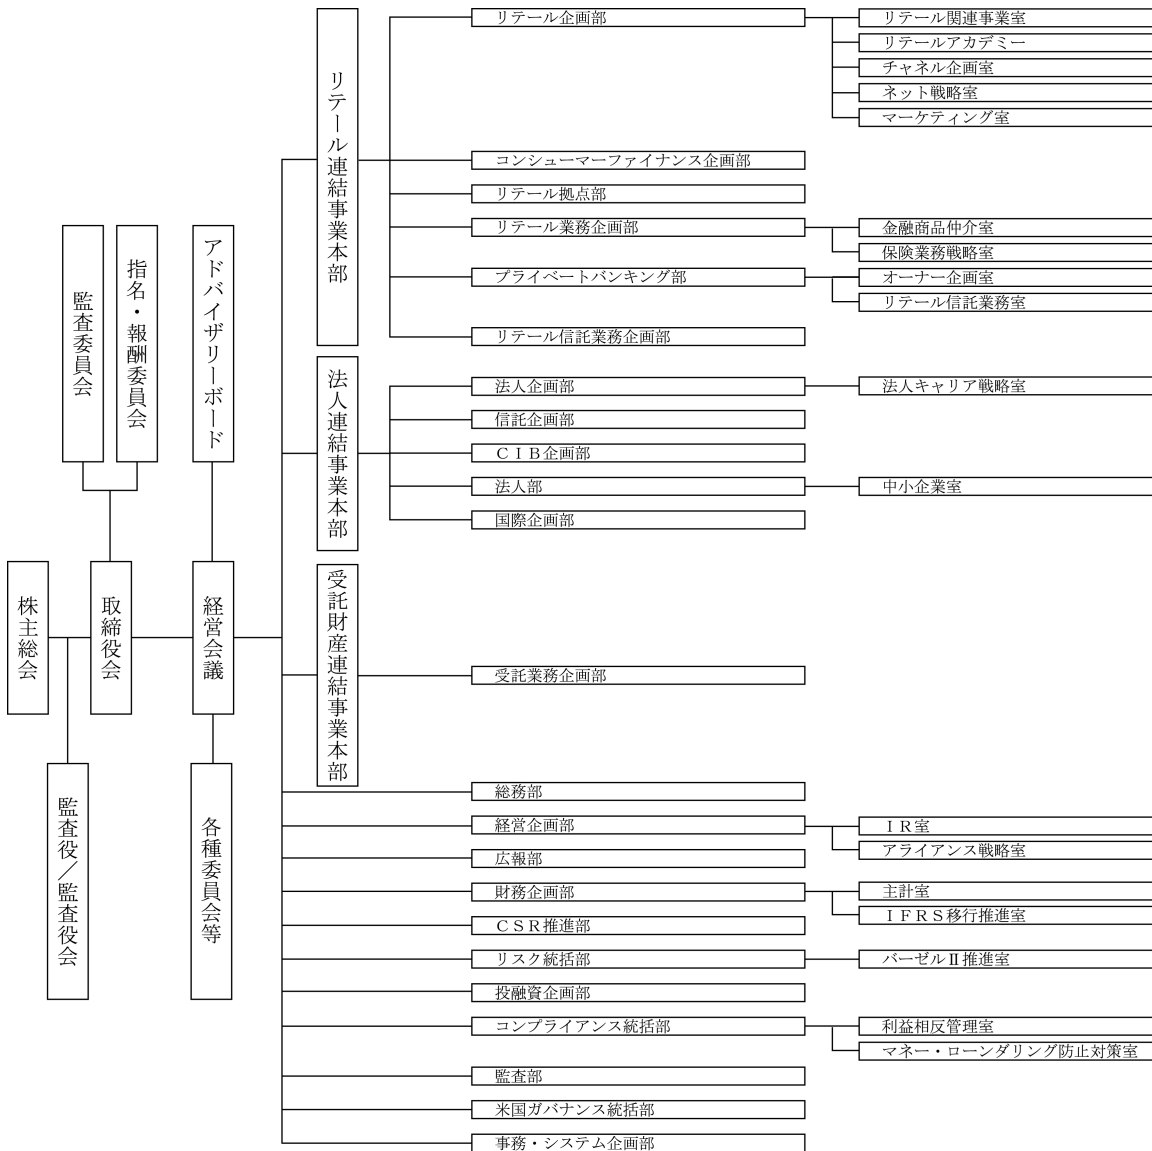 株主総会
監査役／監査役会
監査委員会
指名・報酬委員会
取締役会
アドバイザリーボード
経営会議
各種委員会等
リテール連結事業本部
リテール企画部
リテール関連事業室
リテールアカデミー
チャネル企画室
ネット戦略室
マーケティング室
コンシューマーファイナンス企画部
リテール拠点部
リテール業務企画部
金融商品仲介室
保険業務戦略室
プライベートバンキング部
オーナー企画室
リテール信託業務室
リテール信託業務企画部
法人連結事業本部
法人企画部
法人キャリア戦略室
信託企画部
ＣＩＢ企画部
法人部
中小企業室
国際企画部
受託財産連結事業本部
受託業務企画部
総務部
経営企画部
ＩＲ室
アライアンス戦略室
広報部
財務企画部
主計室
ＩＦＲＳ移行推進室
ＣＳＲ推進部
リスク統括部
バーゼルⅡ推進室
投融資企画部
コンプライアンス統括部
利益相反管理室
マネー・ローンダリング防止対策室
監査部
米国ガバナンス統括部
事務・システム企画部